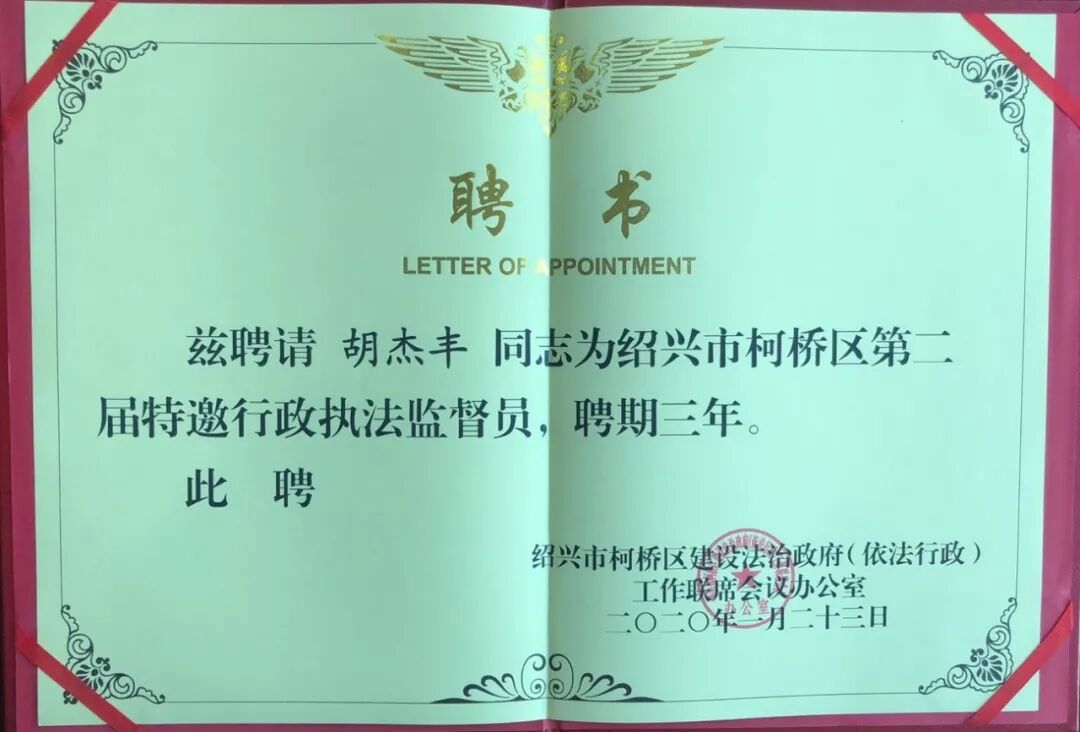 聘 书
LETTER OF APPOINTMENT
兹聘请 胡杰丰 同志为绍兴市柯桥区第二
届特邀行政执法监督员，聘期三年。
此 聘
绍兴市柯桥区建设法治政府（依法行政）
工作联席会议办公室
二〇二〇年一月二十三日
办公室